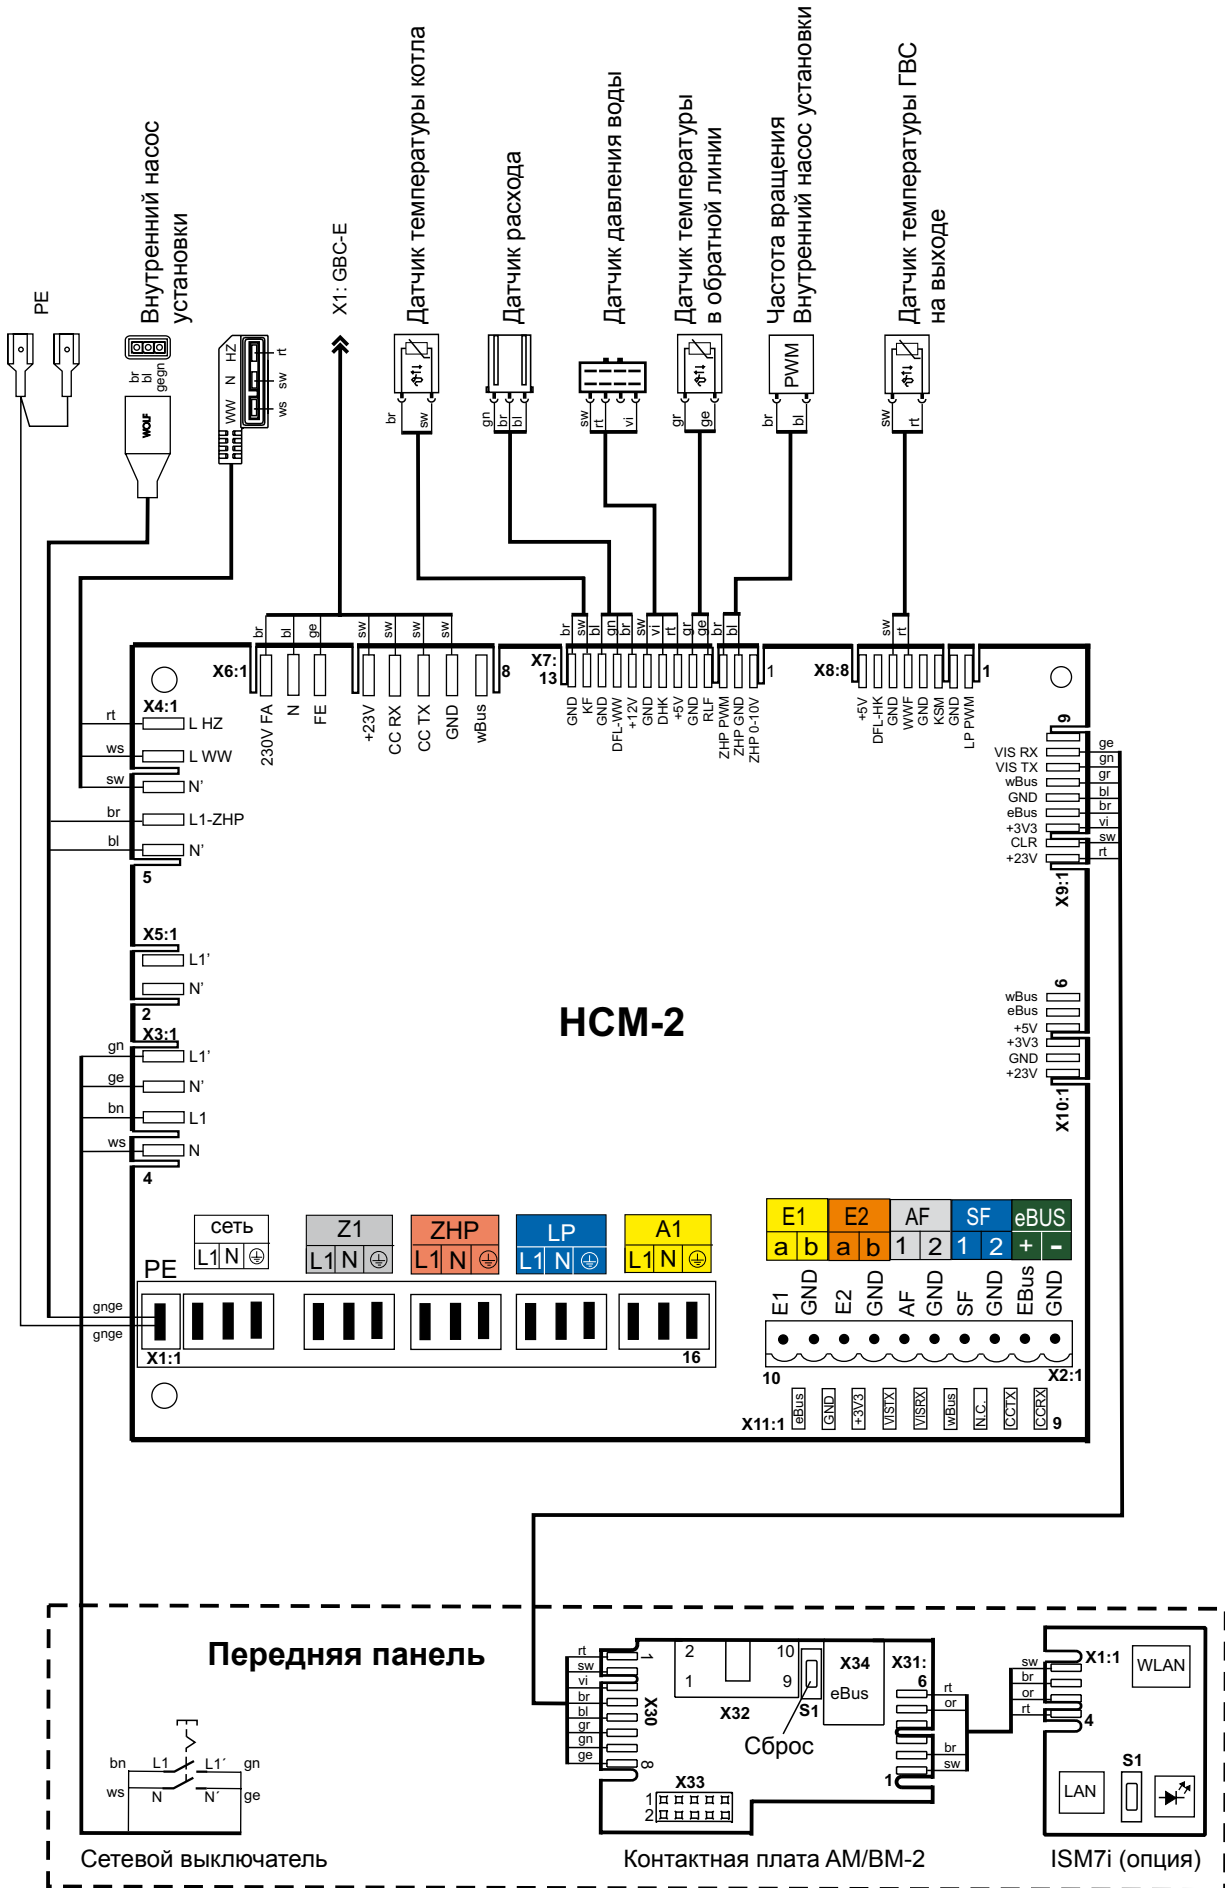 PE
Внутренний насос
установки
X1: GBC-E
Датчик температуры котла
Датчик расхода
Датчик давления воды
Датчик температуры
в обратной линии
Частота вращения
Внутренний насос установки
Датчик температуры ГВС
на выходе
br
bl
gegn
WOLF
WW N HZ
ws sw rt
br sw
gn br bl
sw rt vi
gr ge
PWM
br bl
sw rt
br bl ge sw sw sw sw
br sw bl gn br sw vi rt gr ge br bl
sw rt
X6:1
8
X7:
13
1
X8:8
1
230V FA
N
FE
+23V
CC RX
CC TX
GND
wBus
GND
KF
GND
DFL-WW
+12V
GND
DHK
+5V
GND
RLF
ZHP PWM
ZHP GND
ZHP 0-10V
+5V
DFL-HK
GND
WWF
GND
KSM
GND
LP PWM
X4:1
rt L HZ
ws L WW
sw N'
br L1-ZHP
bl N'
5
X5:1
L1'
N'
2
X3:1
gn L1'
ge N'
bn L1
ws N
4
9
VIS RX ge
VIS TX gn
wBus gr
GND bl
eBus br
+3V3 vi
CLR sw
+23V rt
X9:1
6
wBus
eBus
+5V
+3V3
GND
+23V
X10:1
HCM-2
PE
сеть
L1 N
Z1
L1 N
ZHP
L1 N
LP
L1 N
A1
L1 N
gnge
gnge
X1:1
16
E1 E2 AF SF eBUS
a b a b 1 2 1 2 + -
E1 GND E2 GND AF GND SF GND EBus GND
10
X2:1
X11:1 eBus GND +3V3 VISTX VISRX wBus N.C. CCTX CCRX 9
Передняя панель
bn L1 L1´ gn
ws N N´ ge
Сетевой выключатель
rt
sw
vi
br
bl
gr
gn
ge
1
X30
8
2 10
1 9
X32
S1
Сброс
X34
eBus
X31:
6
rt
or
br
sw
1
X33
1
2
Контактная плата AM/BM-2
sw
br
or
rt
X1:1
4
WLAN
LAN
S1
ISM7i (опция)